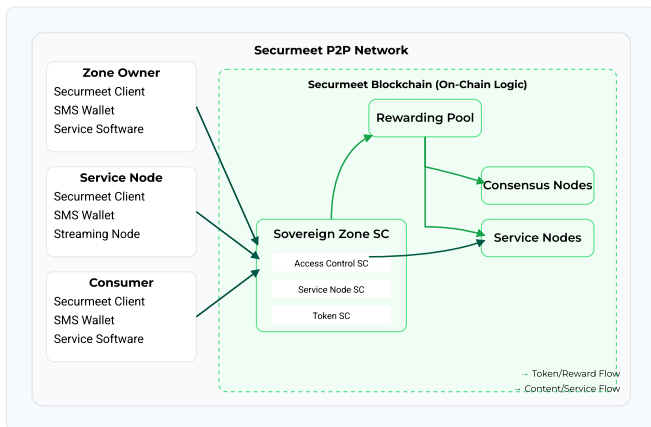 Securmeet P2P Network
Zone Owner
Securmeet Client
SMS Wallet
Service Software
Service Node
Securmeet Client
SMS Wallet
Streaming Node
Consumer
Securmeet Client
SMS Wallet
Service Software
Securmeet Blockchain (On-Chain Logic)
Rewarding Pool
Consensus Nodes
Service Nodes
Sovereign Zone SC
Access Control SC
Service Node SC
Token SC
→ Token/Reward Flow
→ Content/Service Flow